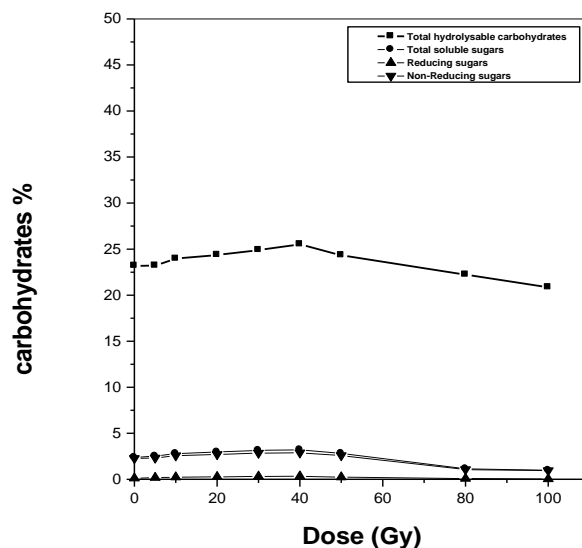 50
45
40
35
30
25
20
15
10
5
0
carbohydrates %
Total hydrolysable carbohydrates
Total soluble sugars
Reducing sugars
Non-Reducing sugars
0 20 40 60 80 100
Dose (Gy)